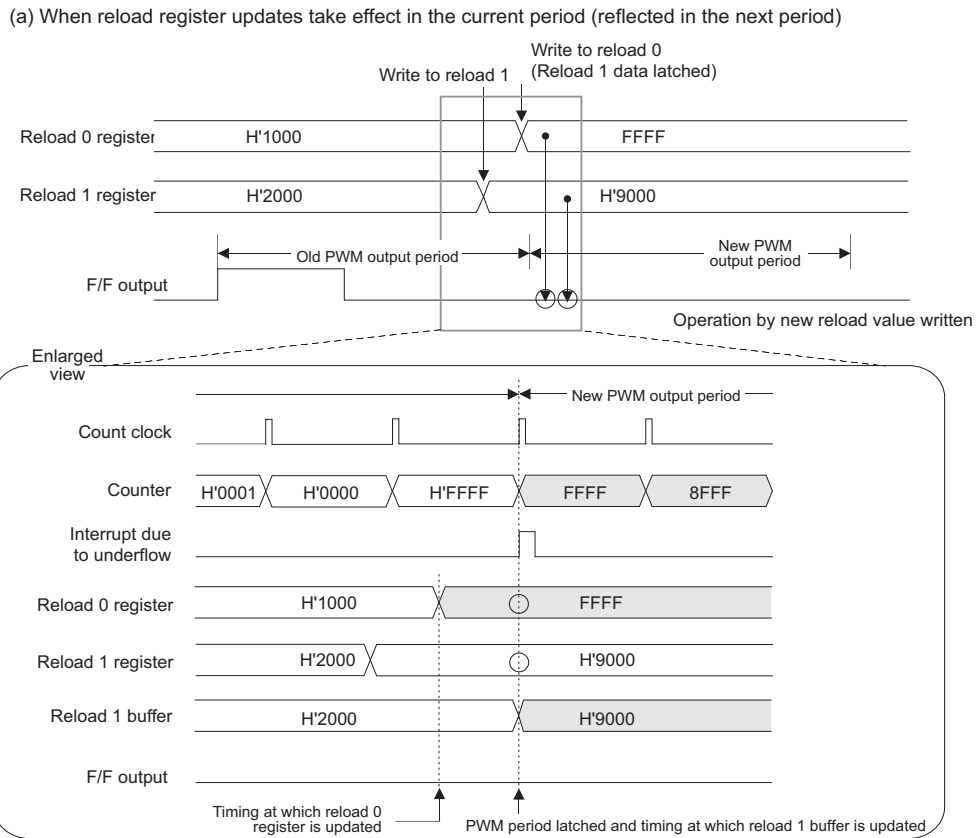 (a) When reload register updates take effect in the current period (reflected in the next period)
Write to reload 0
(Reload 1 data latched)
Write to reload 1
Reload 0 register
H'1000
FFFF
Reload 1 register
H'2000
H'9000
Old PWM output period
New PWM
output period
F/F output
Operation by new reload value written
Enlarged
view
New PWM output period
Count clock
Counter
H'0001
H'0000
H'FFFF
FFFF
8FFF
Interrupt due
to underflow
Reload 0 register
H'1000
FFFF
Reload 1 register
H'2000
H'9000
Reload 1 buffer
H'2000
H'9000
F/F output
Timing at which reload 0
register is updated
PWM period latched and timing at which reload 1 buffer is updated